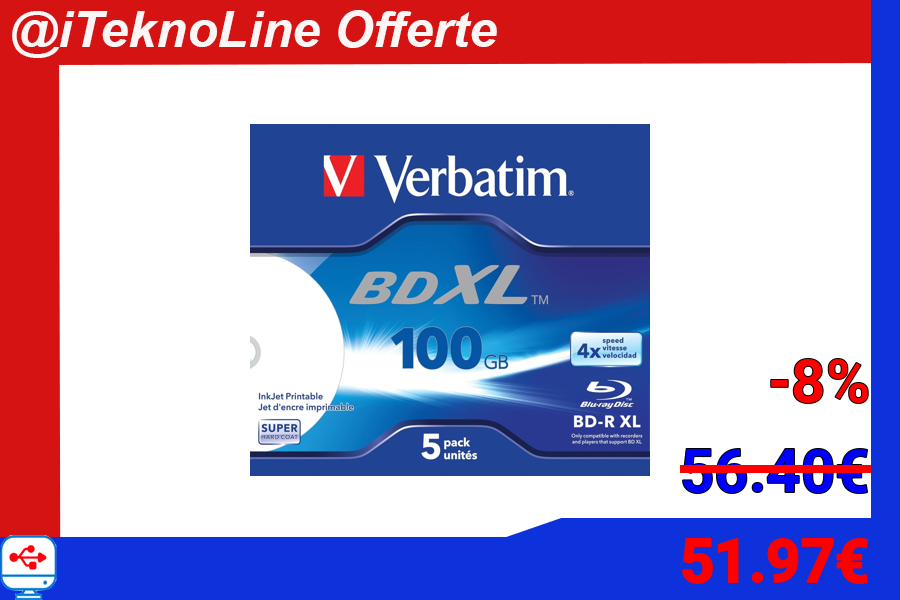 @iTeknoLine Offerte
Verbatim®
BDXL™
100GB
4x speed
vitesse
velocidad
InkJet Printable
Jet d'encre imprimable
SUPER
HARD COAT
Blu-ray Disc™
BD-R XL
Only compatible with recorders
and players that support BD XL
5 pack
unités
-8%
56.40€
51.97€